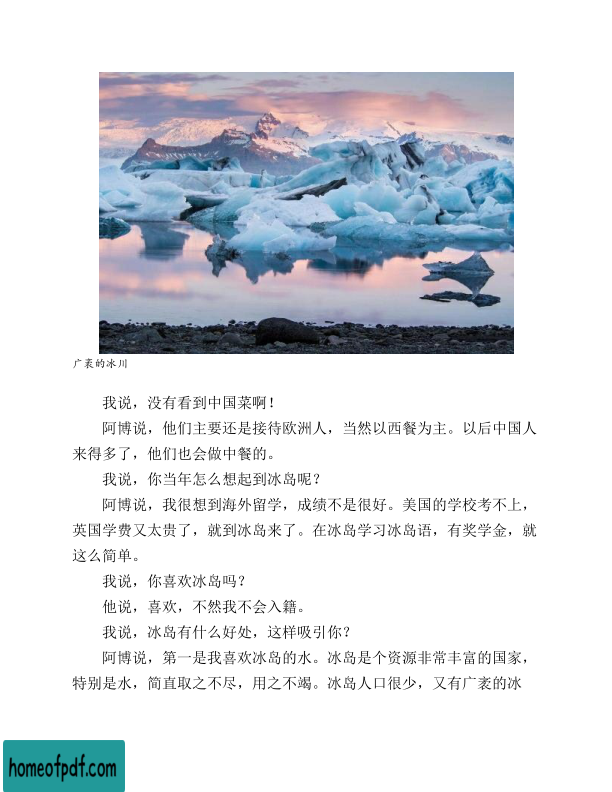 广袤的冰川
我说，没有看到中国菜啊！
阿博说，他们主要还是接待欧洲人，当然以西餐为主。以后中国人
来得多了，他们也会做中餐的。
我说，你当年怎么想起到冰岛呢？
阿博说，我很想到海外留学，成绩不是很好。美国的学校考不上，
英国学费又太贵了，就到冰岛来了。在冰岛学习冰岛语，有奖学金，就
这么简单。
我说，你喜欢冰岛吗？
他说，喜欢，不然我不会入籍。
我说，冰岛有什么好处，这样吸引你？
阿博说，第一是我喜欢冰岛的水。冰岛是个资源非常丰富的国家，
特别是水，简直取之不尽，用之不竭。冰岛人口很少，又有广袤的冰
homeofpdf.com